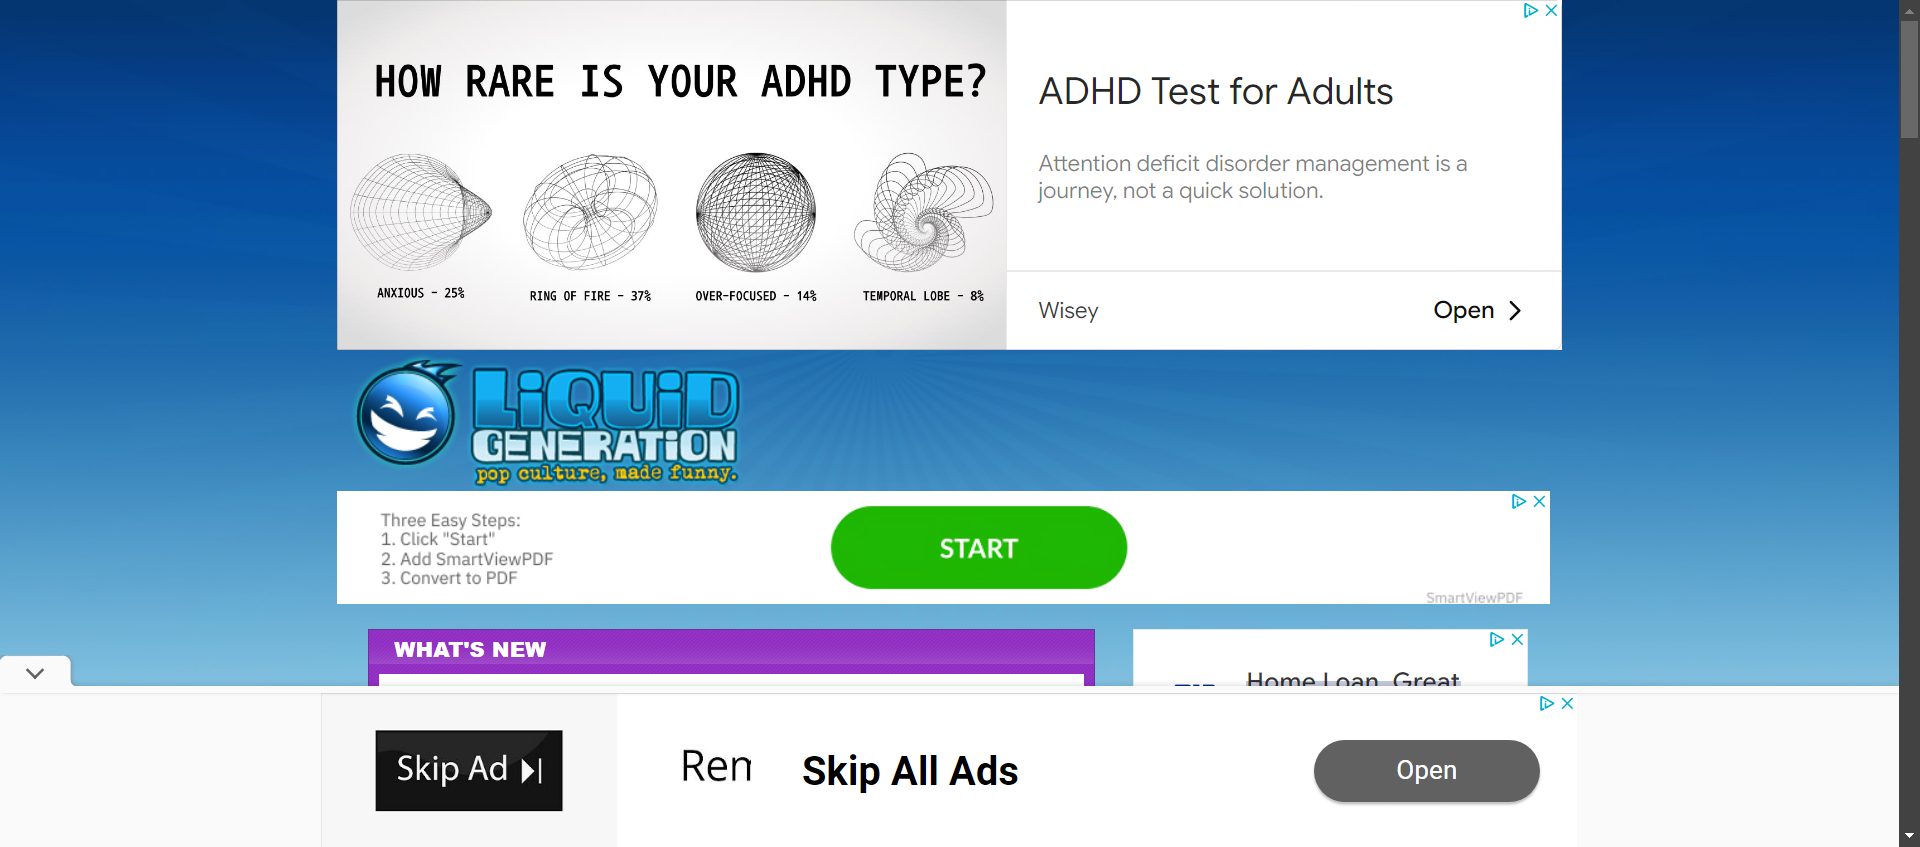 HOW RARE IS YOUR ADHD TYPE?
ANXIOUS - 25%
RING OF FIRE - 37%
OVER-FOCUSED - 14%
TEMPORAL LOBE - 8%
ADHD Test for Adults
Attention deficit disorder management is a
journey, not a quick solution.
Wisey
Open
LiQUiD
GENERATiON
pop culture, made funny.
Three Easy Steps:
1. Click "Start"
2. Add SmartViewPDF
3. Convert to PDF
START
SmartViewPDF
WHAT'S NEW
Home Loan. Great
Skip Ad
Ren
Skip All Ads
Open